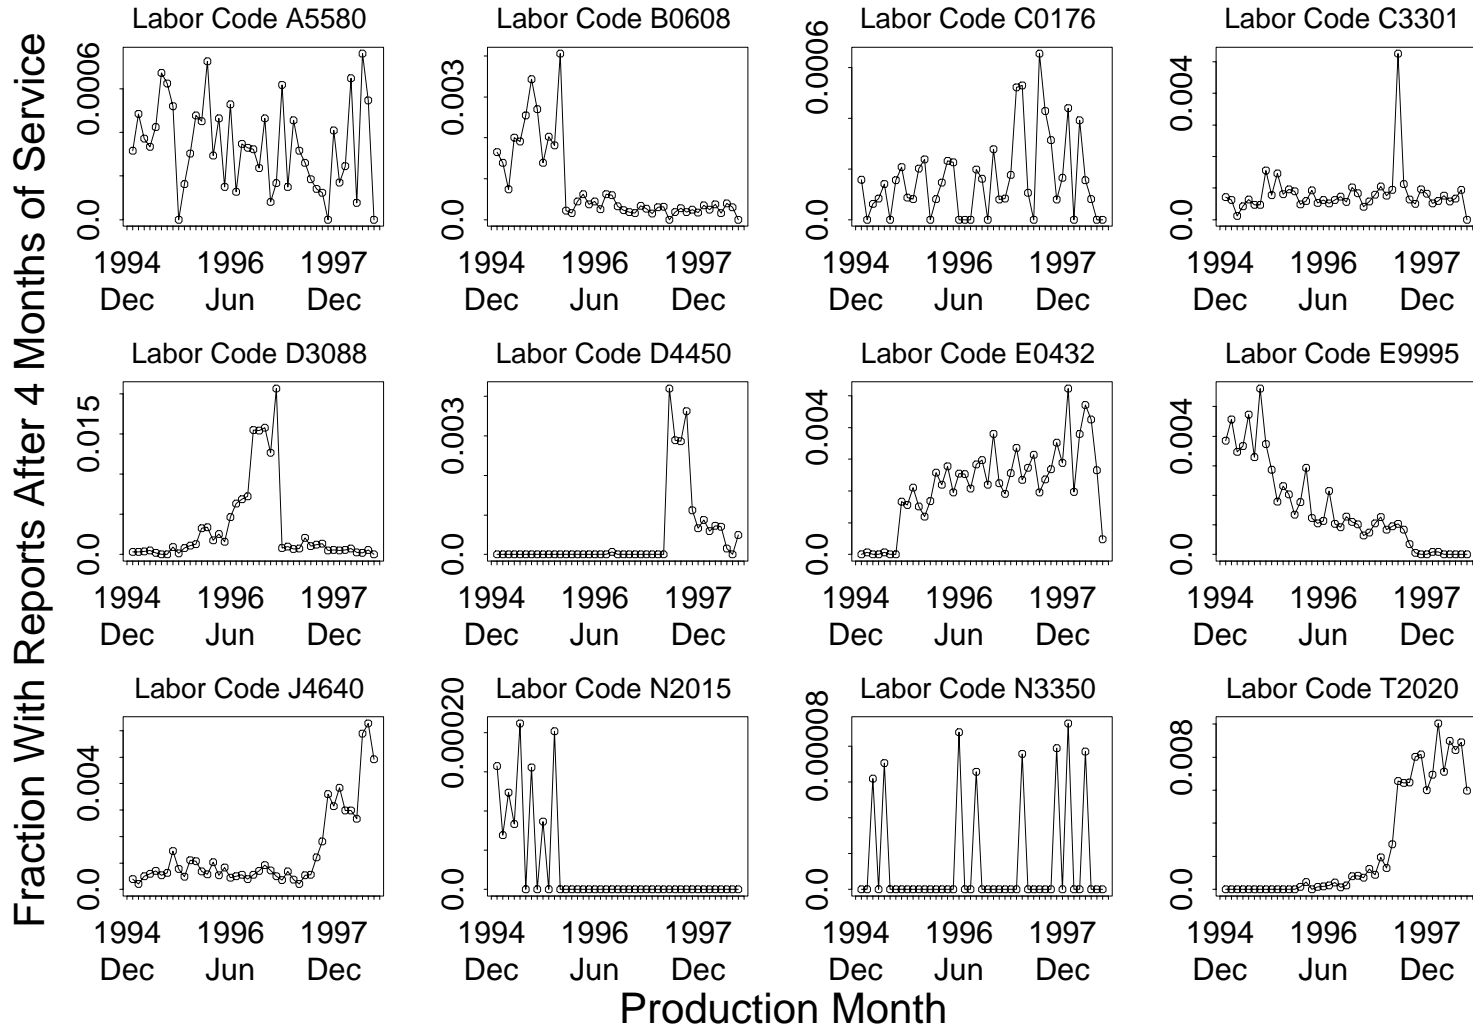 Fraction With Reports After 4 Months of Service
Labor Code A5580
0.0006
0.0
1994 1996 1997
Dec Jun Dec
Labor Code B0608
0.003
0.0
1994 1996 1997
Dec Jun Dec
Labor Code C0176
0.0006
0.0
1994 1996 1997
Dec Jun Dec
Labor Code C3301
0.004
0.0
1994 1996 1997
Dec Jun Dec
Labor Code D3088
0.015
0.0
1994 1996 1997
Dec Jun Dec
Labor Code D4450
0.003
0.0
1994 1996 1997
Dec Jun Dec
Labor Code E0432
0.004
0.0
1994 1996 1997
Dec Jun Dec
Labor Code E9995
0.004
0.0
1994 1996 1997
Dec Jun Dec
Labor Code J4640
0.004
0.0
1994 1996 1997
Dec Jun Dec
Labor Code N2015
0.00020
0.0
1994 1996 1997
Dec Jun Dec
Labor Code N3350
0.00008
0.0
1994 1996 1997
Dec Jun Dec
Labor Code T2020
0.008
0.0
1994 1996 1997
Dec Jun Dec
Production Month